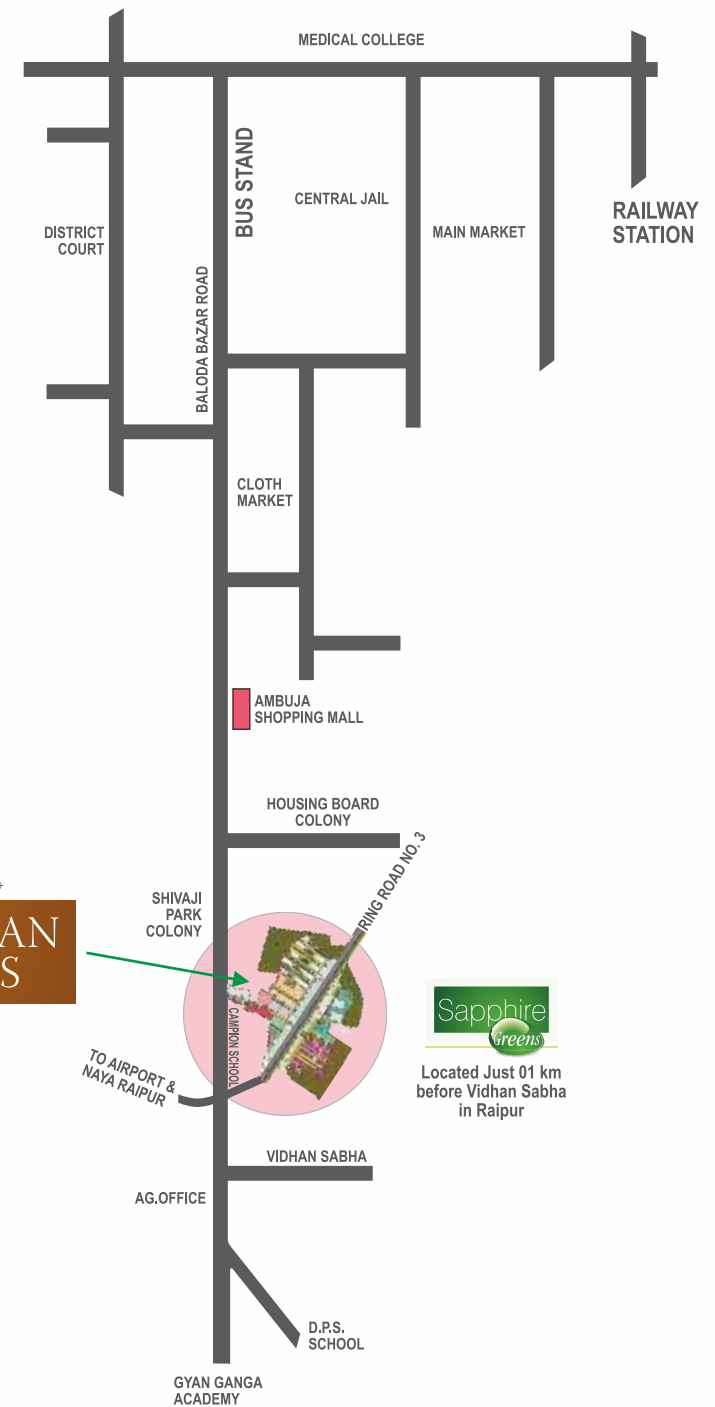 MEDICAL COLLEGE
BUS STAND
CENTRAL JAIL
MAIN MARKET
RAILWAY
STATION
DISTRICT
COURT
BALODA BAZAR ROAD
CLOTH
MARKET
AMBUJA
SHOPPING MALL
HOUSING BOARD
COLONY
RING ROAD NO. 3
SHIVAJI
PARK
COLONY
CAMPION SCHOOL
Sapphire
Greens
Located Just 01 km
before Vidhan Sabha
in Raipur
TO AIRPORT &
NAYA RAIPUR
VIDHAN SABHA
AG.OFFICE
D.P.S.
SCHOOL
GYAN GANGA
ACADEMY